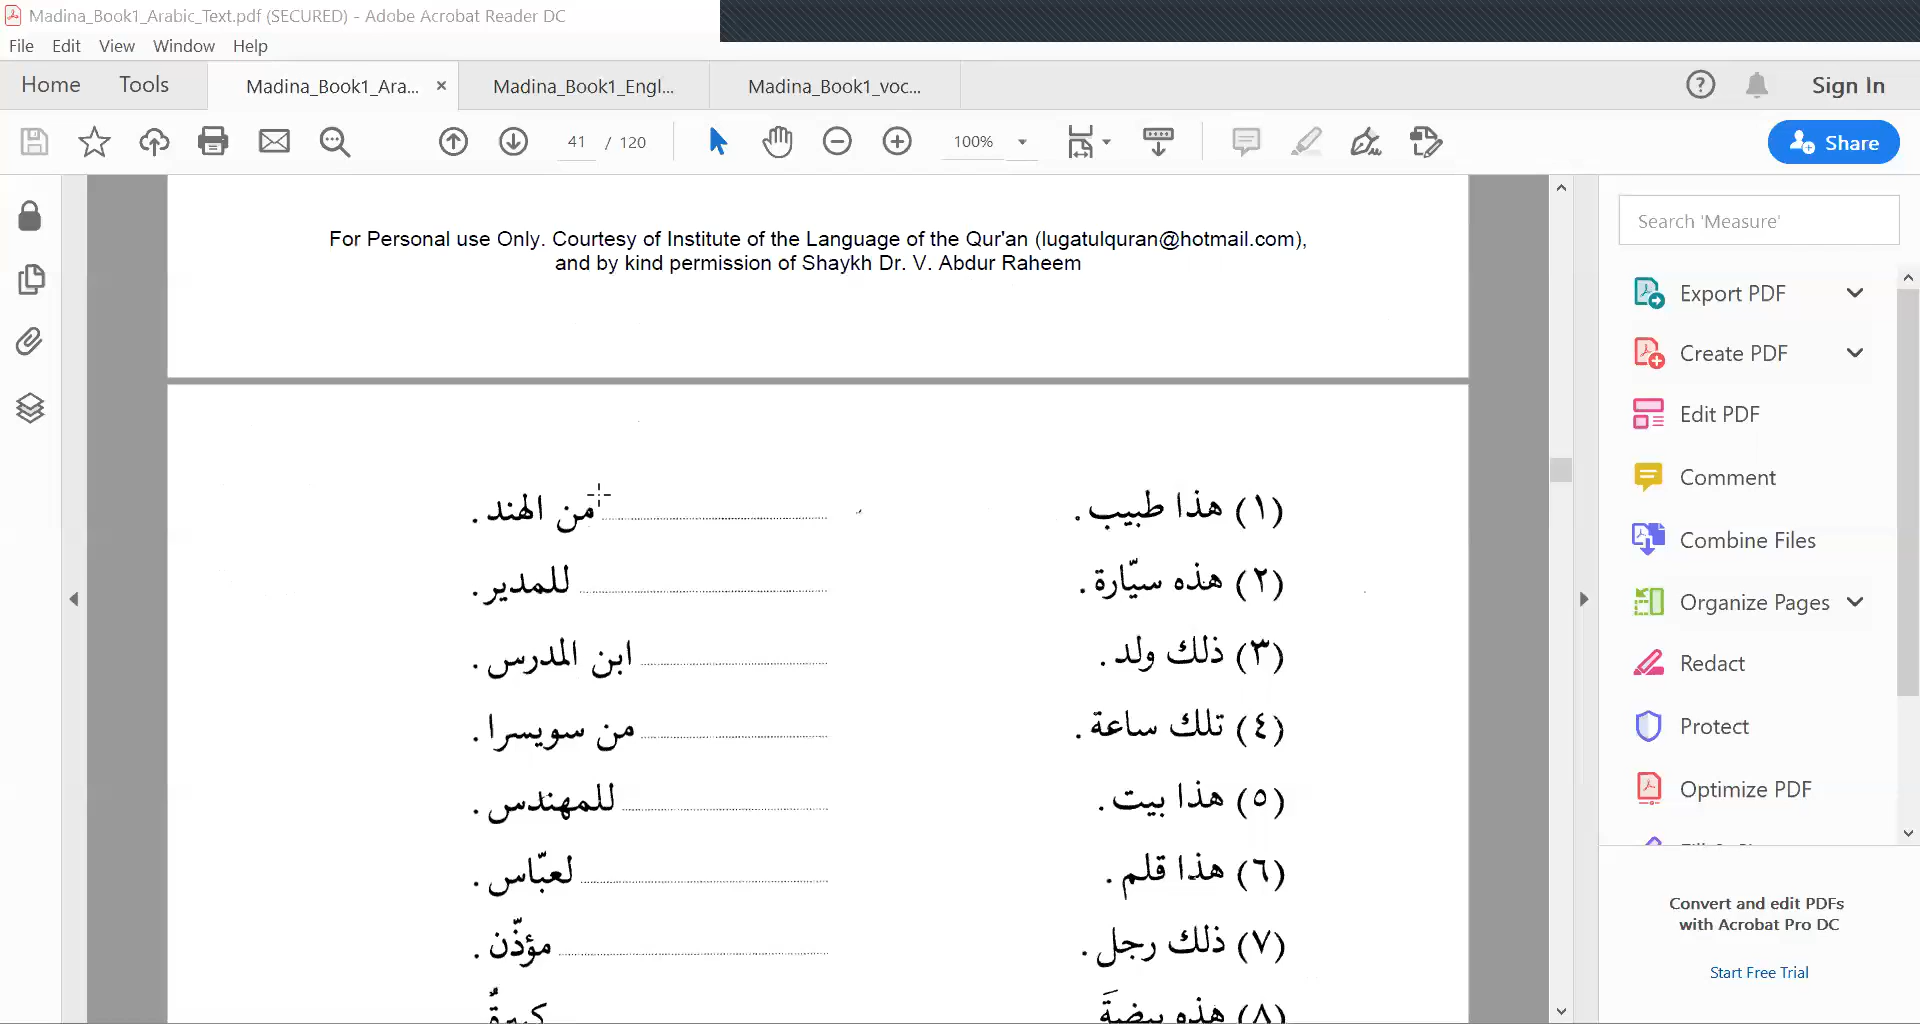 Madina_Book1_Arabic_Text.pdf (SECURED) - Adobe Acrobat Reader DC
File Edit View Window Help
Home Tools Madina_Book1_Ara... × Madina_Book1_Engl... Madina_Book1_voc... Sign In
41 / 120 100% Share
For Personal use Only. Courtesy of Institute of the Language of the Qur'an (lugatulquran@hotmail.com),
and by kind permission of Shaykh Dr. V. Abdur Raheem
(١) هذا طبيب . ............ من الهند .
(٢) هذه سيّارة . ............ للمدير .
(٣) ذلك ولد . ............ ابن المدرس .
(٤) تلك ساعة . ............ من سويسرا .
(٥) هذا بيت . ............ للمهندس .
(٦) هذا قلم . ............ لعبّاس .
(٧) ذلك رجل . ............ مؤذّن .
(٨) هذه بيضةَ كبيرةٌ
Search 'Measure'
Export PDF
Create PDF
Edit PDF
Comment
Combine Files
Organize Pages
Redact
Protect
Optimize PDF
Convert and edit PDFs
with Acrobat Pro DC
Start Free Trial